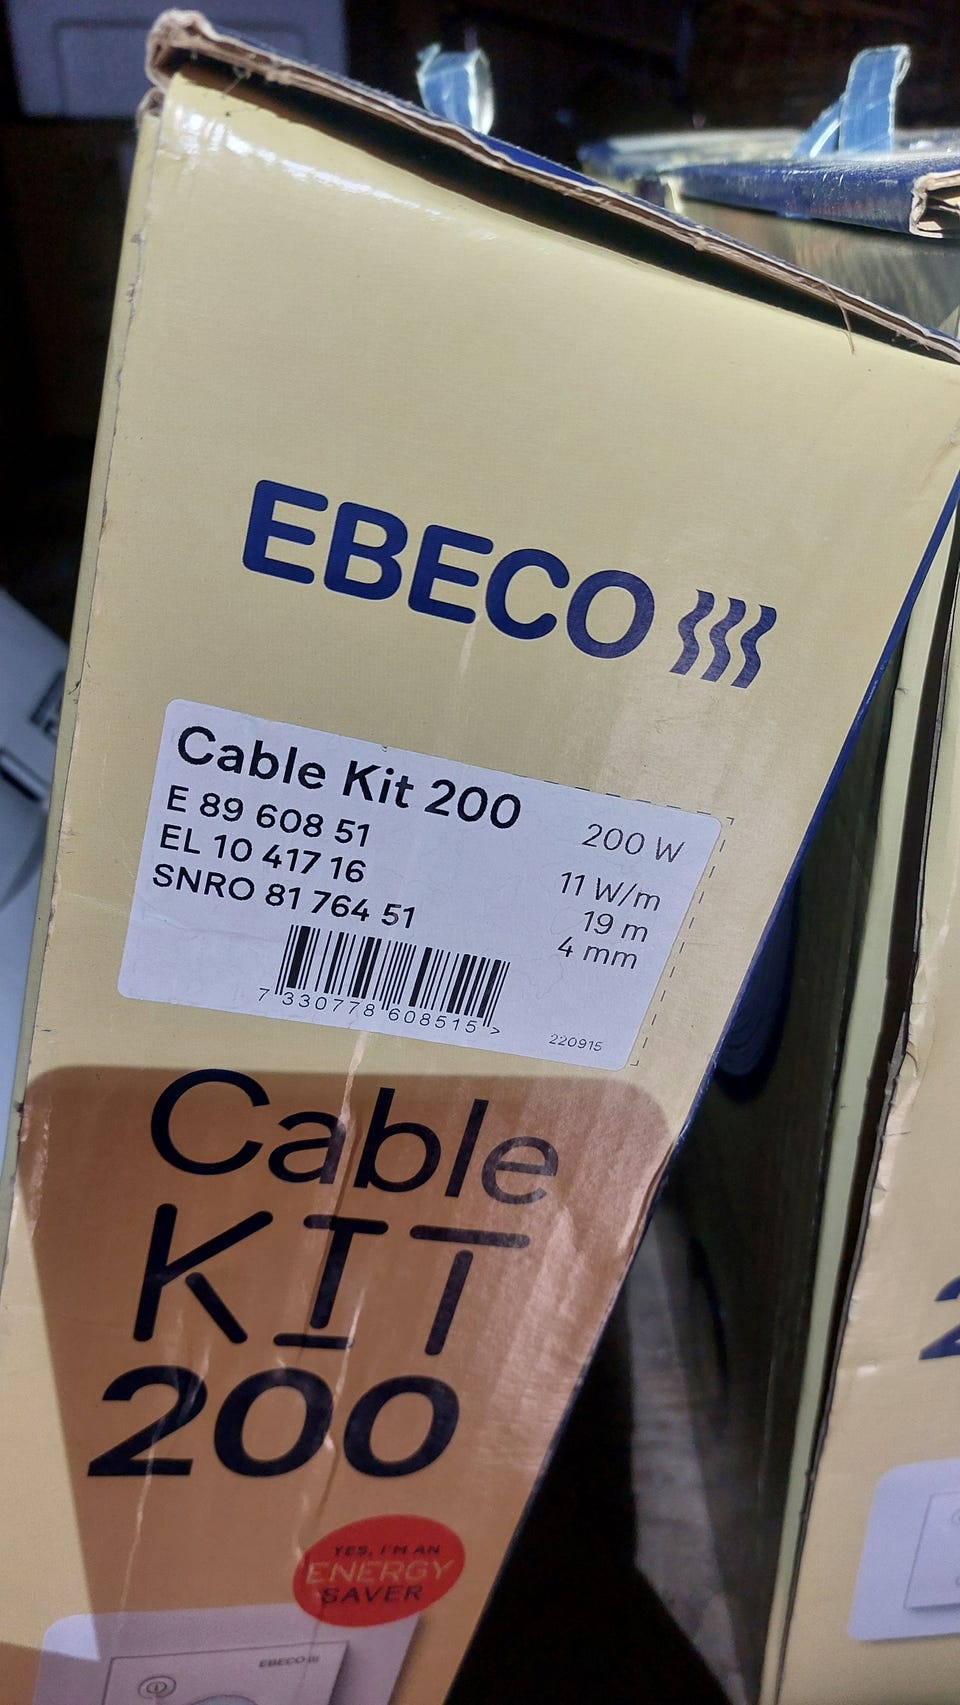 EBECO
Cable Kit 200
E 89 608 51
EL 10 417 16
SNRO 81 764 51
200 W
11 W/m
19 m
4 mm
7 330778 608515 >
220915
Cable
KIT
200
YES, I'M AN
ENERGY
SAVER
EBECO
2